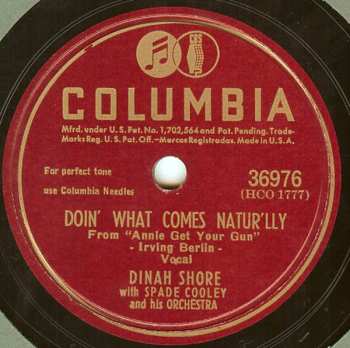 CBS
COLUMBIA
Mfrd. under U.S. Pat. No. 1,702,564 and Pat. Pending. Trade-
Marks Reg. U.S. Pat. Off.—Marcas Registradas. Made in U.S.A.
For perfect tone
use Columbia Needles
36976
(HCO 1777)
DOIN' WHAT COMES NATUR'LLY
From "Annie Get Your Gun"
- Irving Berlin -
Vocal
DINAH SHORE
with SPADE COOLEY
and his ORCHESTRA